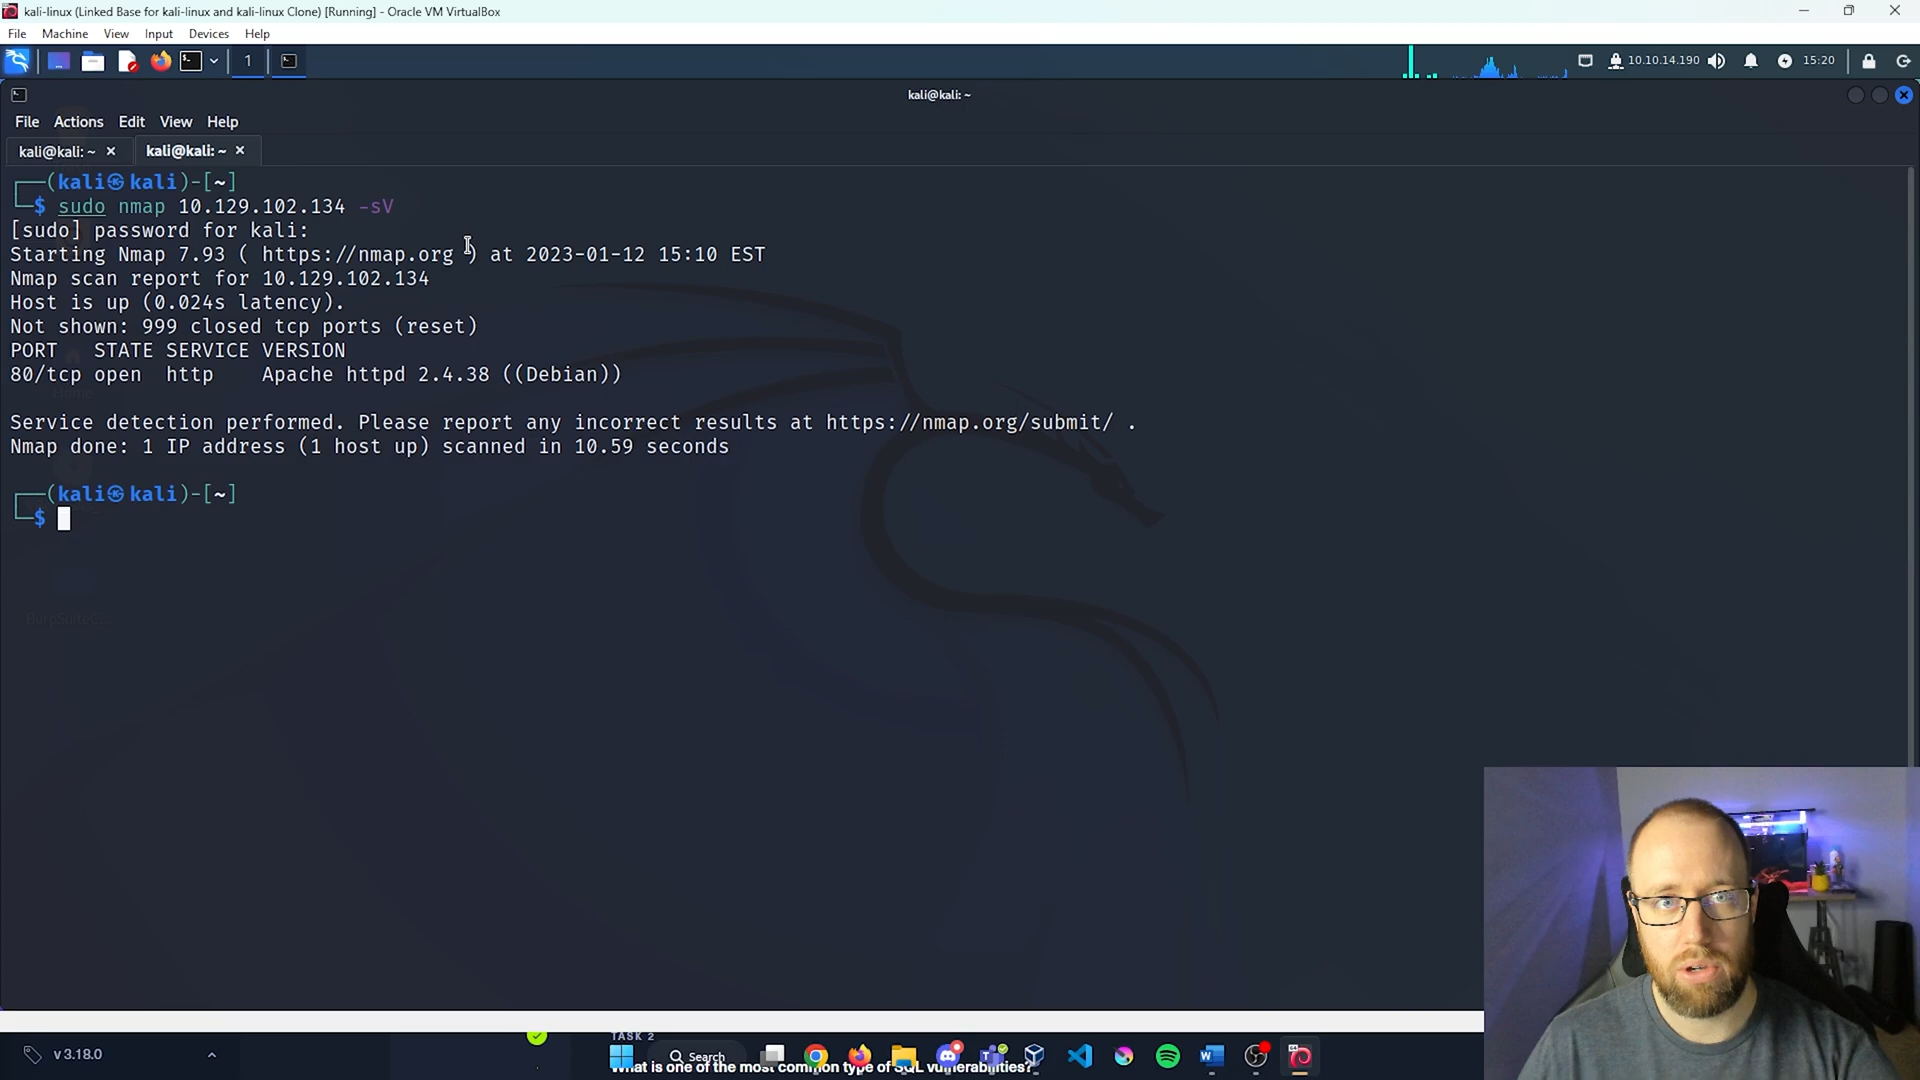 kali-linux (Linked Base for kali-linux and kali-linux Clone) [Running] - Oracle VM VirtualBox
File Machine View Input Devices Help
1
10.10.14.190
15:20
kali@kali: ~
File Actions Edit View Help
kali@kali: ~ ×
kali@kali: ~ ×
┌──(kali㉿kali)-[~]
└─$ sudo nmap 10.129.102.134 -sV
[sudo] password for kali:
Starting Nmap 7.93 ( https://nmap.org ) at 2023-01-12 15:10 EST
Nmap scan report for 10.129.102.134
Host is up (0.024s latency).
Not shown: 999 closed tcp ports (reset)
PORT   STATE SERVICE VERSION
80/tcp open  http    Apache httpd 2.4.38 ((Debian))
Service detection performed. Please report any incorrect results at https://nmap.org/submit/ .
Nmap done: 1 IP address (1 host up) scanned in 10.59 seconds
┌──(kali㉿kali)-[~]
└─$
Home
TASK 2
v 3.18.0
Search
What is one of the most common type of SQL vulnerabilities?